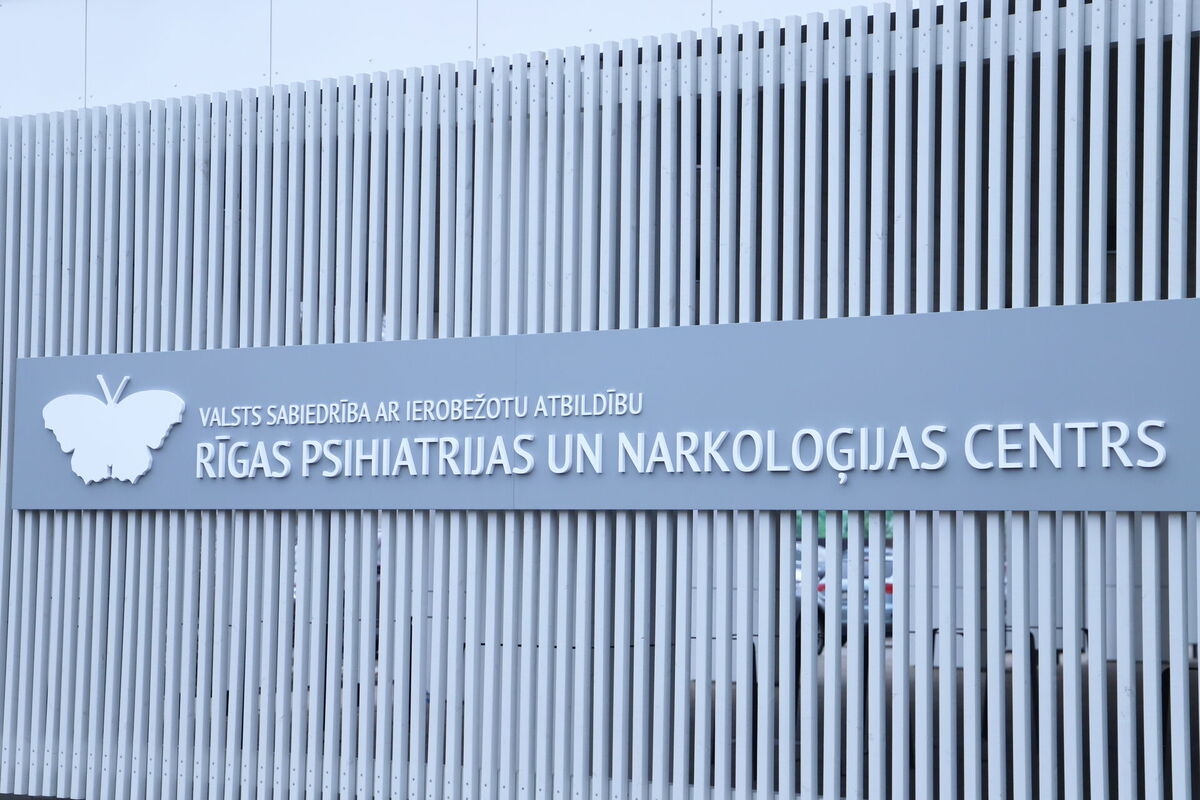 VALSTS SABIEDRĪBA AR IEROBEŽOTU ATBILDĪBU
RĪGAS PSIHIATRIJAS UN NARKOLOĢIJAS CENTRS